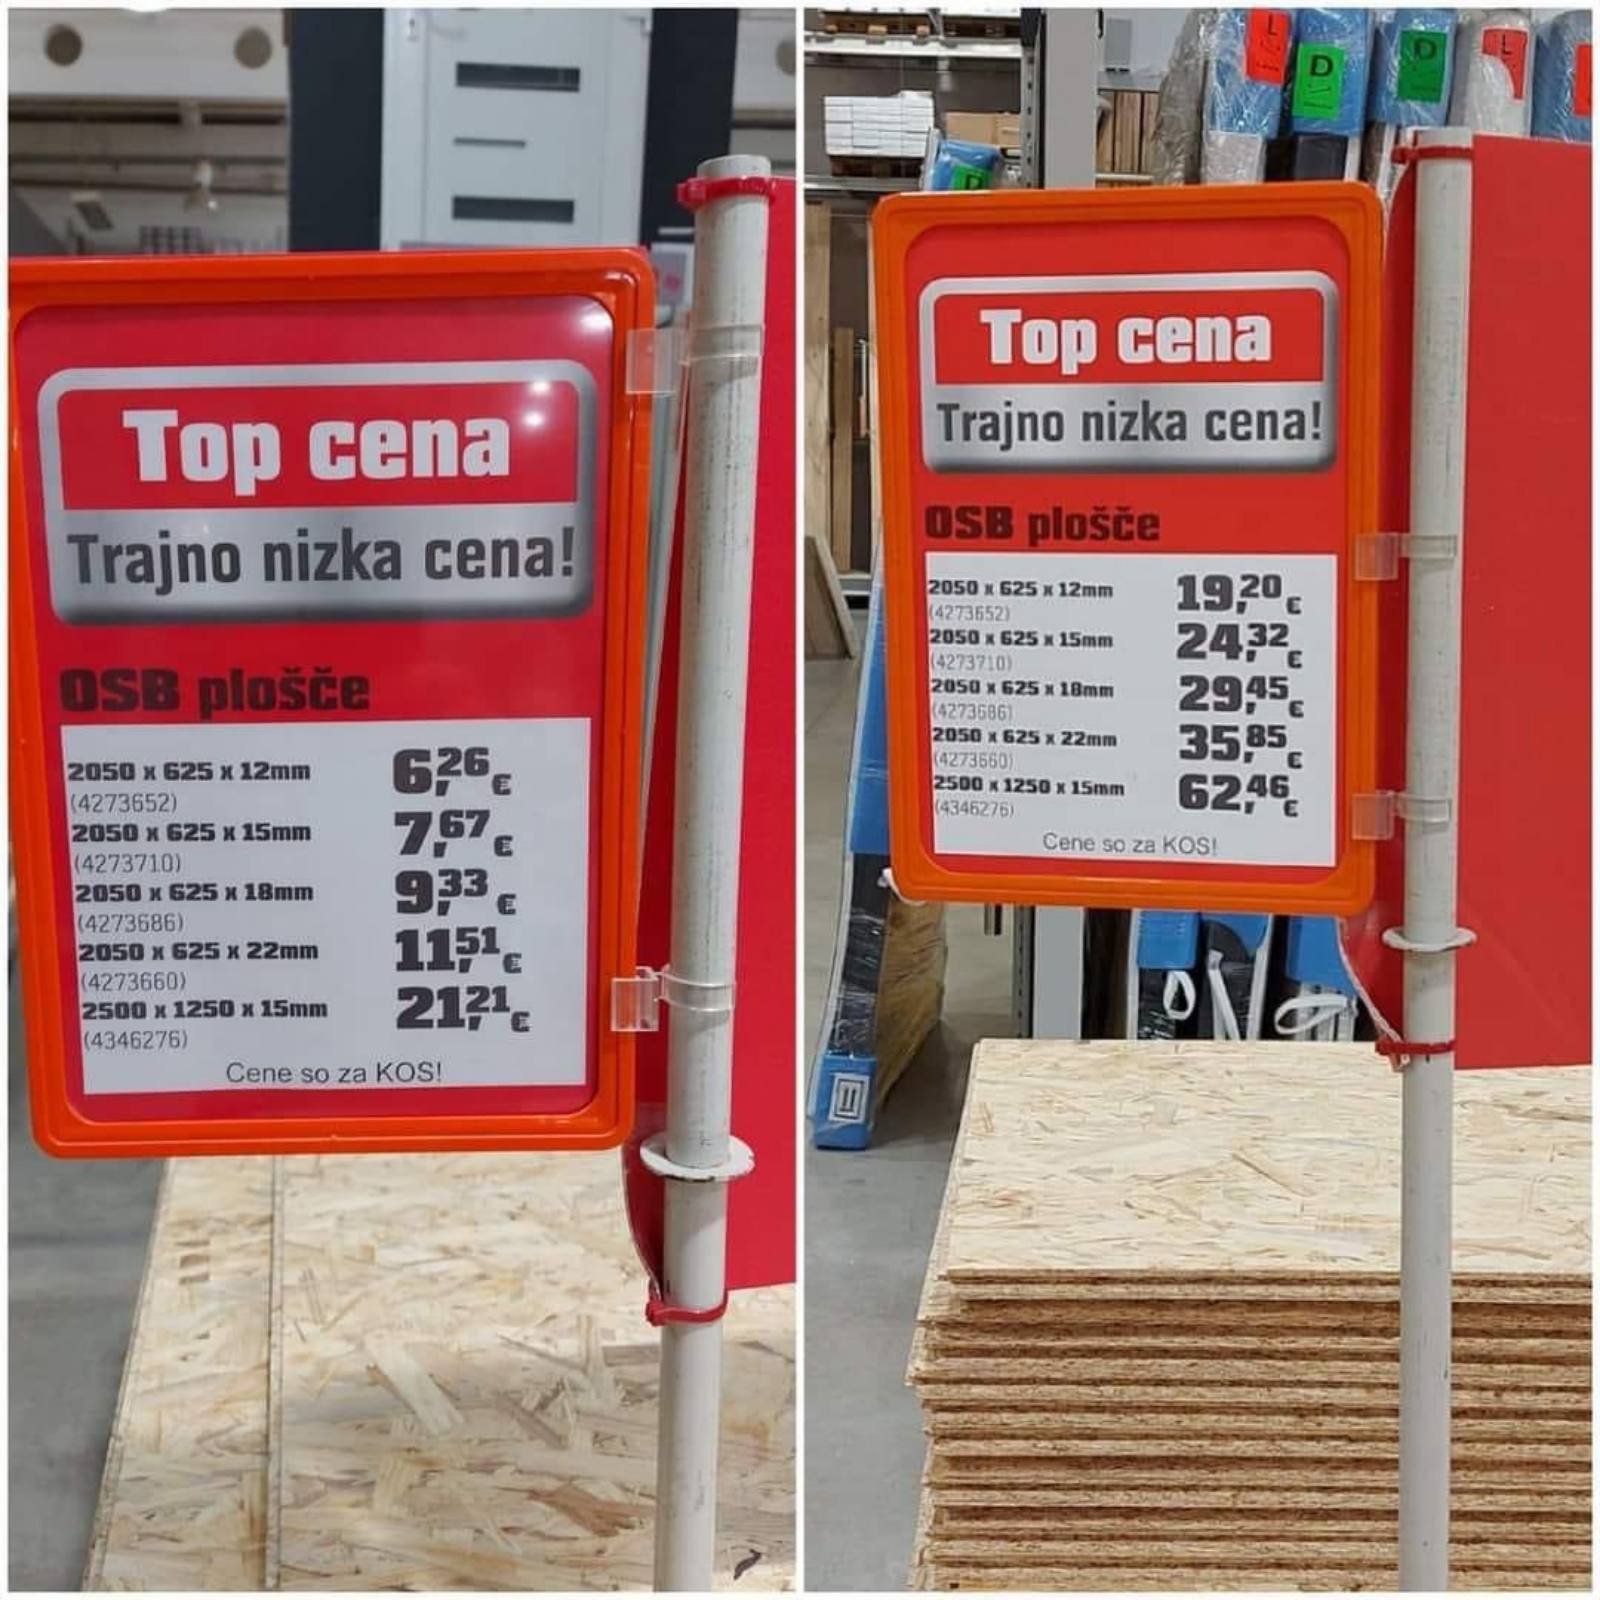 Top cena
Trajno nizka cena!
OSB plošče
2050 x 625 x 12mm 6,26 €
(4273652)
2050 x 625 x 15mm 7,67 €
(4273710)
2050 x 625 x 18mm 9,33 €
(4273686)
2050 x 625 x 22mm 11,51 €
(4273660)
2500 x 1250 x 15mm 21,21 €
(4346276)
Cene so za KOS!
L
D
D
L
D
Top cena
Trajno nizka cena!
OSB plošče
2050 x 625 x 12mm 19,20 €
(4273652)
2050 x 625 x 15mm 24,32 €
(4273710)
2050 x 625 x 18mm 29,45 €
(4273686)
2050 x 625 x 22mm 35,85 €
(4273660)
2500 x 1250 x 15mm 62,46 €
(4346276)
Cene so za KOS!